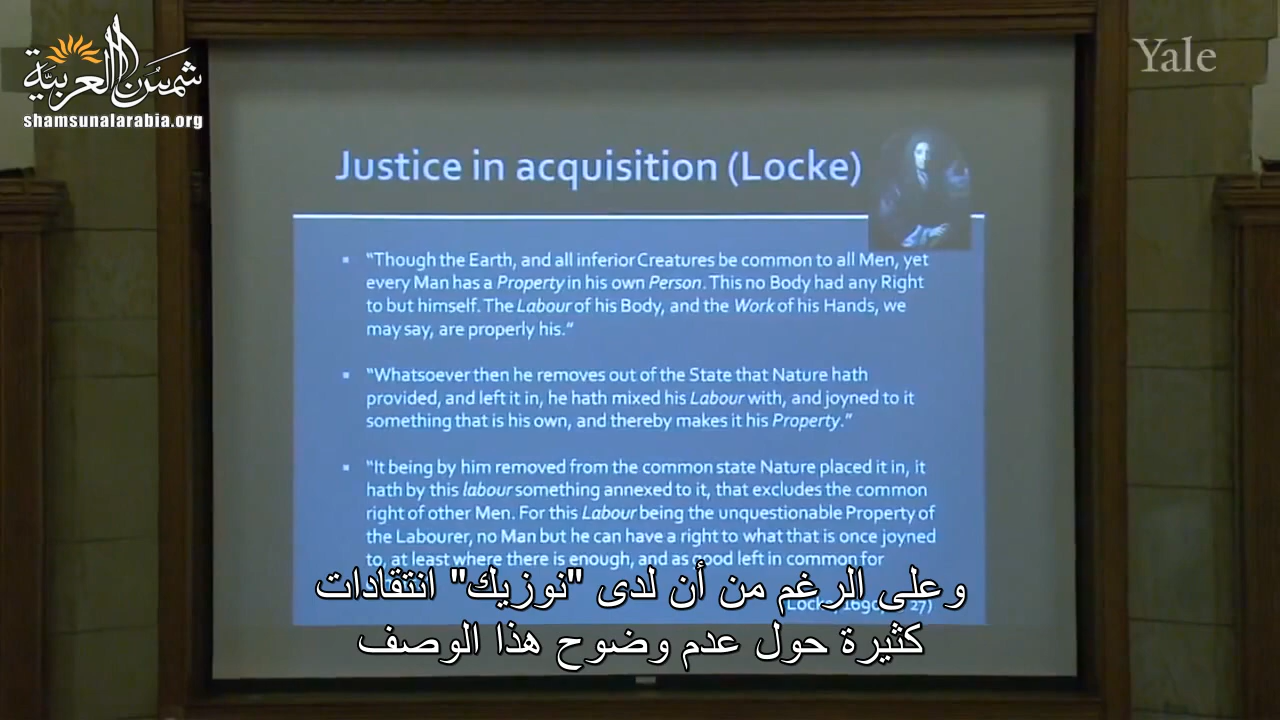 شمس العربية
shamsunalarabia.org
Yale
Justice in acquisition (Locke)
"Though the Earth, and all inferior Creatures be common to all Men, yet
every Man has a Property in his own Person. This no Body had any Right
to but himself. The Labour of his Body, and the Work of his Hands, we
may say, are properly his."
"Whatsoever then he removes out of the State that Nature hath
provided, and left it in, he hath mixed his Labour with, and joyned to it
something that is his own, and thereby makes it his Property."
"It being by him removed from the common state Nature placed it in, it
hath by this labour something annexed to it, that excludes the common
right of other Men. For this Labour being the unquestionable Property of
the Labourer, no Man but he can have a right to what that is once joyned
to, at least where there is enough, and as good left in common for
(Locke 1690, 27)
وعلى الرغم من أن لدى "نوزيك" انتقادات
كثيرة حول عدم وضوح هذا الوصف